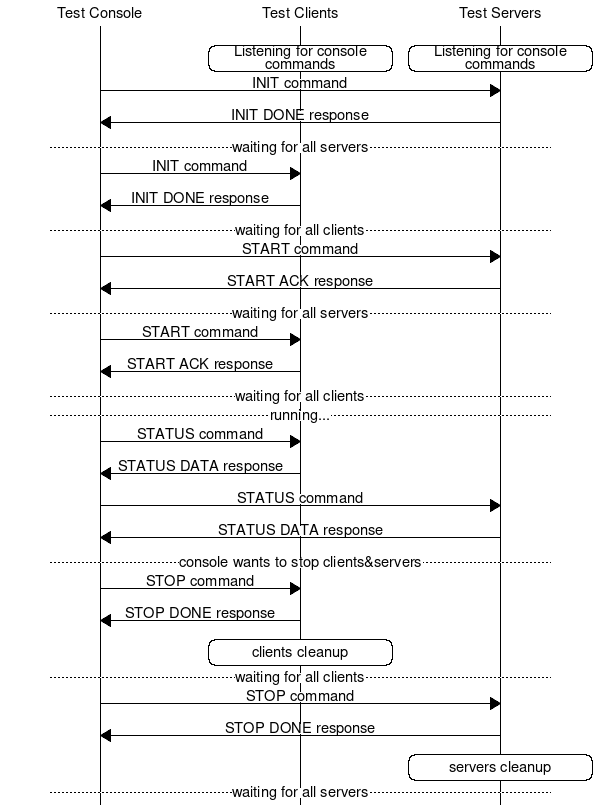 Test Console Test Clients Test Servers
Listening for console Listening for console
commands commands
INIT command
INIT DONE response
waiting for all servers
INIT command
INIT DONE response
waiting for all clients
START command
START ACK response
waiting for all servers
START command
START ACK response
waiting for all clients
running...
STATUS command
STATUS DATA response
STATUS command
STATUS DATA response
console wants to stop clients&servers
STOP command
STOP DONE response
clients cleanup
waiting for all clients
STOP command
STOP DONE response
servers cleanup
waiting for all servers